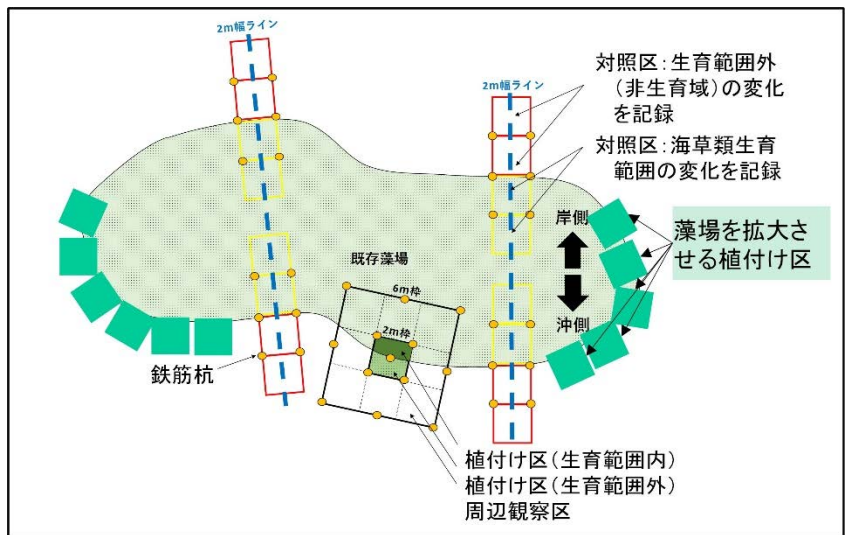 2m幅ライン
2m幅ライン
対照区：生育範囲外
（非生育域）の変化
を記録
対照区：海草類生育
範囲の変化を記録
岸側
沖側
藻場を拡大さ
せる植付け区
既存藻場
6m枠
2m枠
鉄筋杭
植付け区（生育範囲内）
植付け区（生育範囲外）
周辺観察区